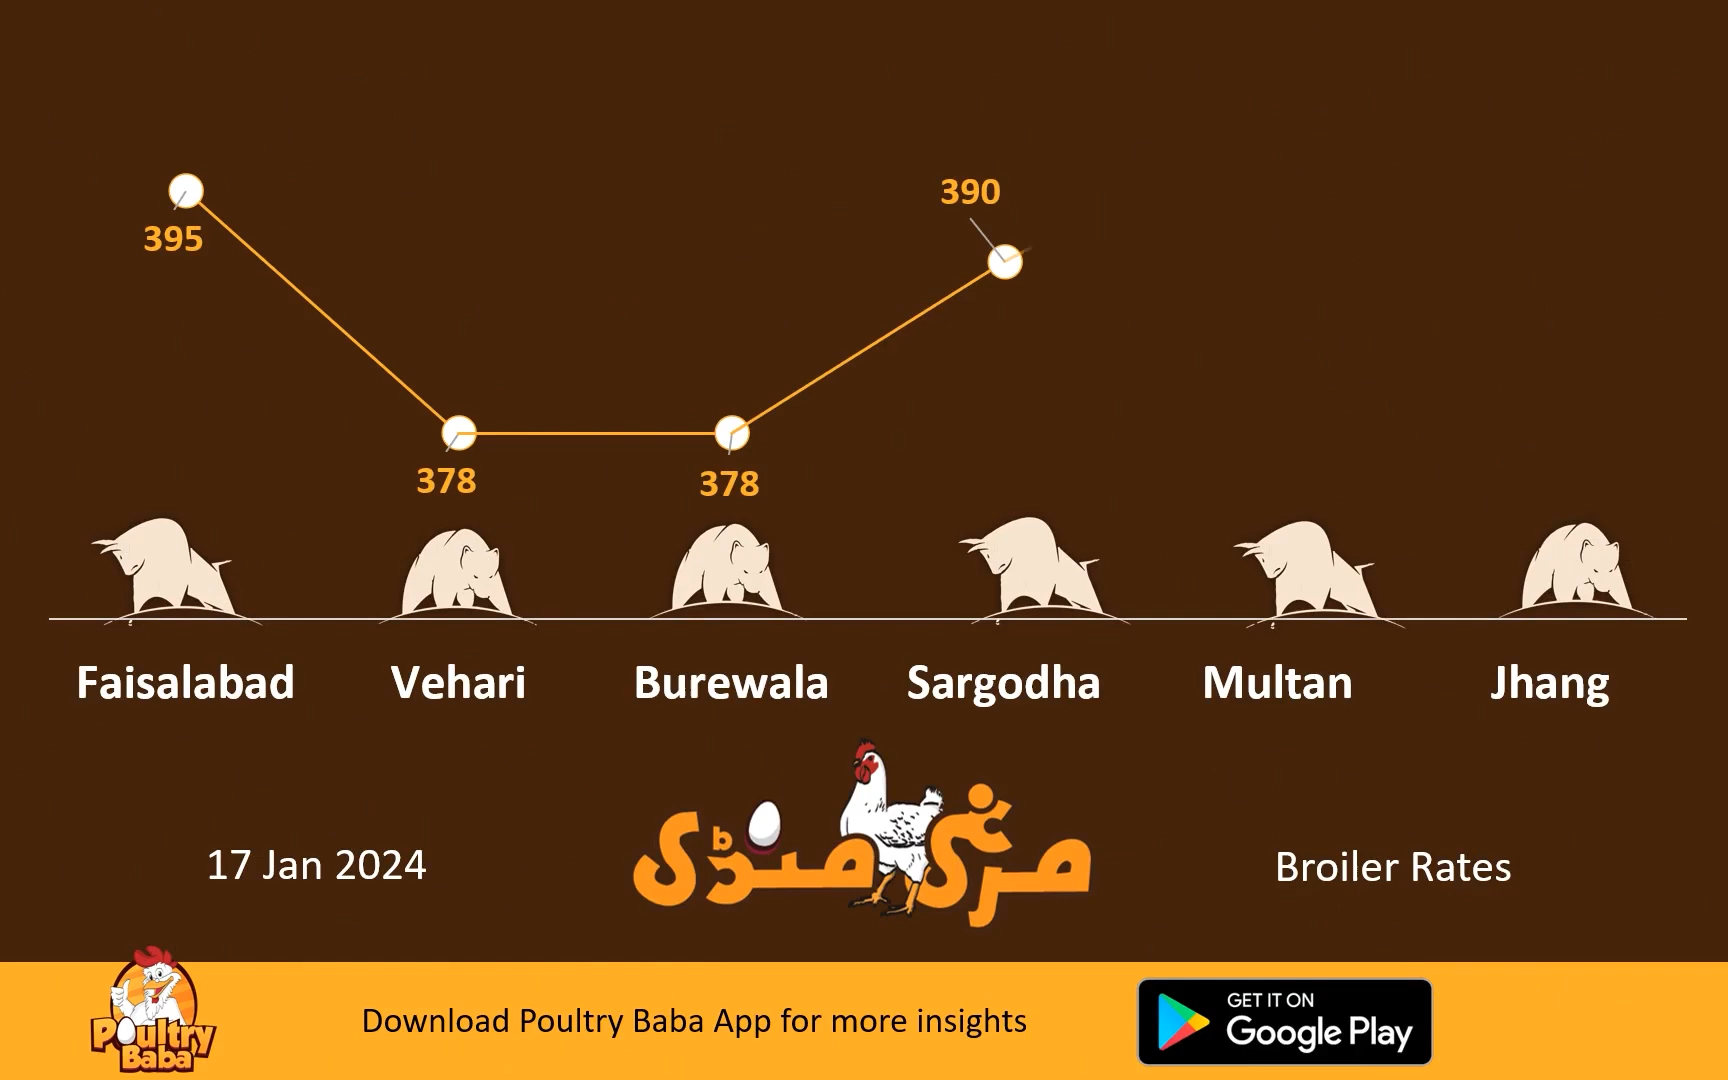 395
390
378
378
Faisalabad
Vehari
Burewala
Sargodha
Multan
Jhang
مرغی منڈی
17 Jan 2024
Broiler Rates
Poultry
Baba
Download Poultry Baba App for more insights
GET IT ON
Google Play